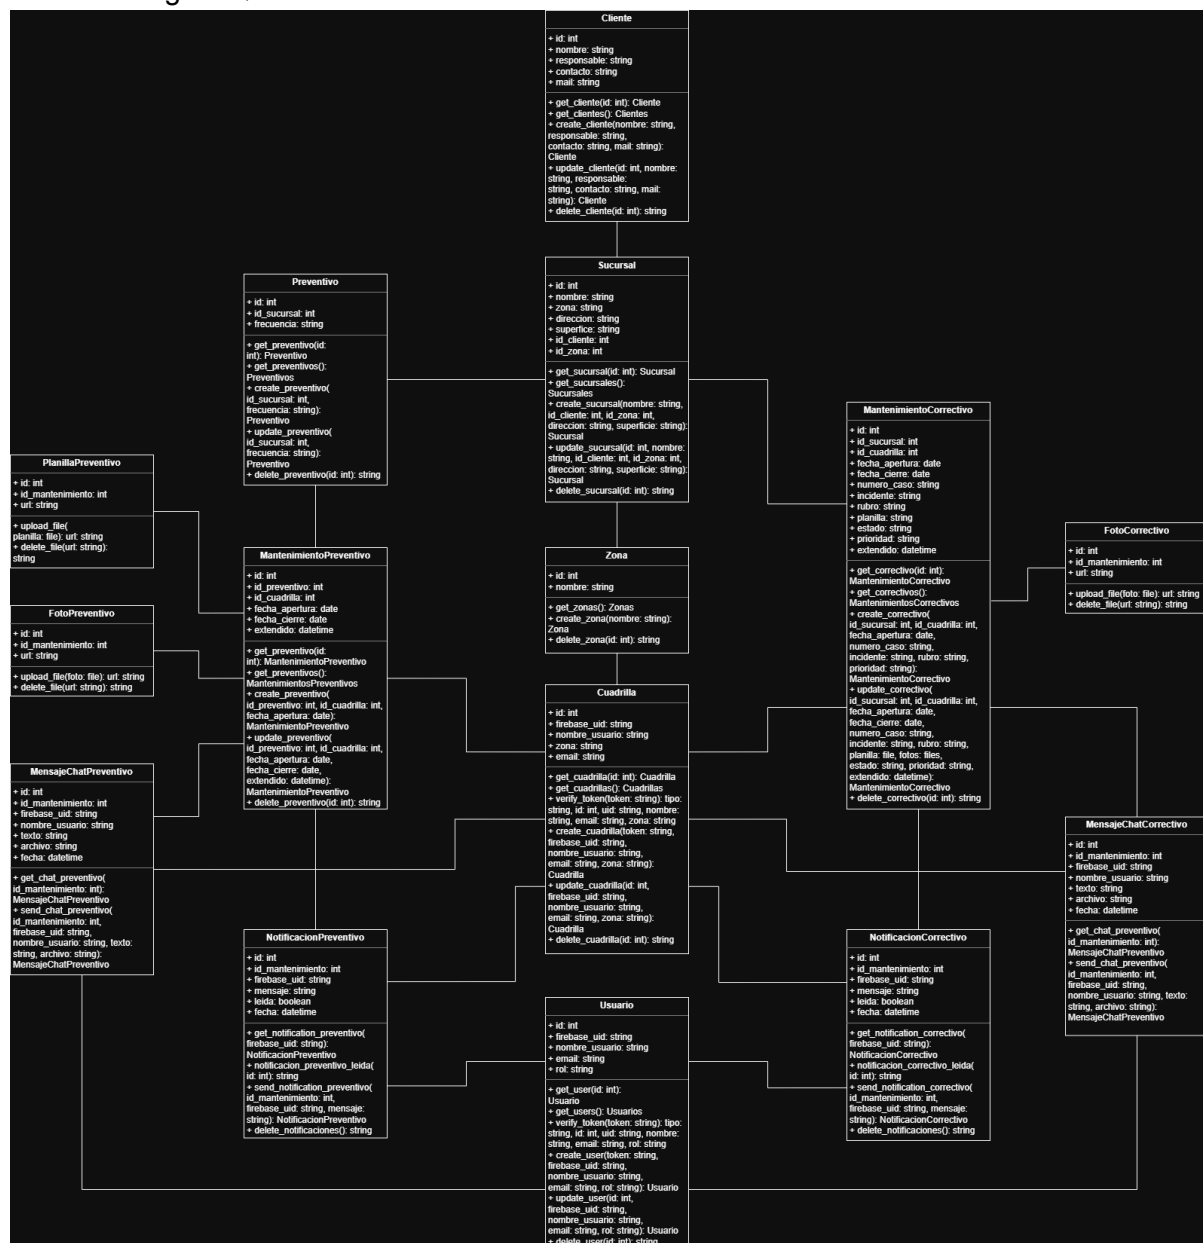 Cliente
+ id: int
+ nombre: string
+ responsable: string
+ contacto: string
+ mail: string
+ get_cliente(id: int): Cliente
+ get_clientes(): Clientes
+ create_cliente(nombre: string,
responsable: string,
contacto: string, mail: string):
Cliente
+ update_cliente(id: int, nombre:
string, responsable:
string, contacto: string, mail:
string): Cliente
+ delete_cliente(id: int): string
Sucursal
+ id: int
+ nombre: string
+ zona: string
+ direccion: string
+ superfice: string
+ id_cliente: int
+ id_zona: int
+ get_sucursal(id: int): Sucursal
+ get_sucursales():
Sucursales
+ create_sucursal(nombre: string,
id_cliente: int, id_zona: int,
direccion: string, superficie: string):
Sucursal
+ update_sucursal(id: int, nombre:
string, id_cliente: int, id_zona: int,
direccion: string, superficie: string):
Sucursal
+ delete_sucursal(id: int): string
Preventivo
+ id: int
+ id_sucursal: int
+ frecuencia: string
+ get_preventivo(id:
int): Preventivo
+ get_preventivos():
Preventivos
+ create_preventivo(
id_sucursal: int,
frecuencia: string):
Preventivo
+ update_preventivo(
id_sucursal: int,
frecuencia: string):
Preventivo
+ delete_preventivo(id: int): string
MantenimientoCorrectivo
+ id: int
+ id_sucursal: int
+ id_cuadrilla: int
+ fecha_apertura: date
+ fecha_cierre: date
+ numero_caso: string
+ incidente: string
+ rubro: string
+ planilla: string
+ estado: string
+ prioridad: string
+ extendido: datetime
+ get_correctivo(id: int):
MantenimientoCorrectivo
+ get_correctivos():
MantenimientosCorrectivos
+ create_correctivo(
id_sucursal: int, id_cuadrilla: int,
fecha_apertura: date,
numero_caso: string,
incidente: string, rubro: string,
prioridad: string):
MantenimientoCorrectivo
+ update_correctivo(
id_sucursal: int, id_cuadrilla: int,
fecha_apertura: date,
fecha_cierre: date,
numero_caso: string,
incidente: string, rubro: string,
planilla: file, fotos: files,
estado: string, prioridad: string,
extendido: datetime):
MantenimientoCorrectivo
+ delete_correctivo(id: int): string
PlanillaPreventivo
+ id: int
+ id_mantenimiento: int
+ url: string
+ upload_file(
planilla: file): url: string
+ delete_file(url: string):
string
FotoCorrectivo
+ id: int
+ id_mantenimiento: int
+ url: string
+ upload_file(foto: file): url: string
+ delete_file(url: string): string
MantenimientoPreventivo
+ id: int
+ id_preventivo: int
+ id_cuadrilla: int
+ fecha_apertura: date
+ fecha_cierre: date
+ extendido: datetime
+ get_preventivo(id:
int): MantenimientoPreventivo
+ get_preventivos():
MantenimientosPreventivos
+ create_preventivo(
id_preventivo: int, id_cuadrilla: int,
fecha_apertura: date):
MantenimientoPreventivo
+ update_preventivo(
id_preventivo: int, id_cuadrilla: int,
fecha_apertura: date,
fecha_cierre: date,
extendido: datetime):
MantenimientoPreventivo
+ delete_preventivo(id: int): string
Zona
+ id: int
+ nombre: string
+ get_zonas(): Zonas
+ create_zona(nombre: string):
Zona
+ delete_zona(id: int): string
FotoPreventivo
+ id: int
+ id_mantenimiento: int
+ url: string
+ upload_file(foto: file): url: string
+ delete_file(url: string): string
Cuadrilla
+ id: int
+ firebase_uid: string
+ nombre_usuario: string
+ zona: string
+ email: string
+ get_cuadrilla(id: int): Cuadrilla
+ get_cuadrillas(): Cuadrillas
+ verify_token(token: string): tipo:
string, id: int, uid: string, nombre:
string, email: string, zona: string
+ create_cuadrilla(token: string,
firebase_uid: string,
nombre_usuario: string,
email: string, zona: string):
Cuadrilla
+ update_cuadrilla(id: int,
firebase_uid: string,
nombre_usuario: string,
email: string, zona: string):
Cuadrilla
+ delete_cuadrilla(id: int): string
MensajeChatPreventivo
+ id: int
+ id_mantenimiento: int
+ firebase_uid: string
+ nombre_usuario: string
+ texto: string
+ archivo: string
+ fecha: datetime
+ get_chat_preventivo(
id_mantenimiento: int):
MensajeChatPreventivo
+ send_chat_preventivo(
id_mantenimiento: int,
firebase_uid: string,
nombre_usuario: string, texto:
string, archivo: string):
MensajeChatPreventivo
MensajeChatCorrectivo
+ id: int
+ id_mantenimiento: int
+ firebase_uid: string
+ nombre_usuario: string
+ texto: string
+ archivo: string
+ fecha: datetime
+ get_chat_preventivo(
id_mantenimiento: int):
MensajeChatPreventivo
+ send_chat_preventivo(
id_mantenimiento: int,
firebase_uid: string,
nombre_usuario: string, texto:
string, archivo: string):
MensajeChatPreventivo
NotificacionPreventivo
+ id: int
+ id_mantenimiento: int
+ firebase_uid: string
+ mensaje: string
+ leida: boolean
+ fecha: datetime
+ get_notification_preventivo(
firebase_uid: string):
NotificacionPreventivo
+ notificacion_preventivo_leida(
id: int): string
+ send_notification_preventivo(
id_mantenimiento: int,
firebase_uid: string, mensaje:
string): NotificacionPreventivo
+ delete_notificaciones(): string
NotificacionCorrectivo
+ id: int
+ id_mantenimiento: int
+ firebase_uid: string
+ mensaje: string
+ leida: boolean
+ fecha: datetime
+ get_notification_correctivo(
firebase_uid: string):
NotificacionCorrectivo
+ notificacion_correctivo_leida(
id: int): string
+ send_notification_correctivo(
id_mantenimiento: int,
firebase_uid: string, mensaje:
string): NotificacionCorrectivo
+ delete_notificaciones(): string
Usuario
+ id: int
+ firebase_uid: string
+ nombre_usuario: string
+ email: string
+ rol: string
+ get_user(id: int):
Usuario
+ get_users(): Usuarios
+ verify_token(token: string): tipo:
string, id: int, uid: string, nombre:
string, email: string, rol: string
+ create_user(token: string,
firebase_uid: string,
nombre_usuario: string,
email: string, rol: string): Usuario
+ update_user(id: int,
firebase_uid: string,
nombre_usuario: string,
email: string, rol: string): Usuario
+ delete_user(id: int): string